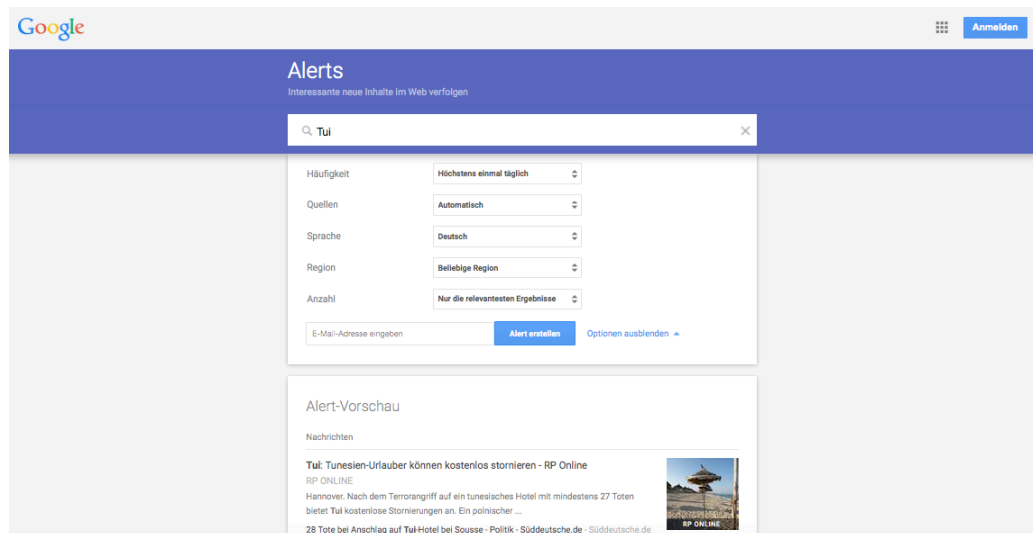 Google
Anmelden
Alerts
Interessante neue Inhalte im Web verfolgen
Tui
Häufigkeit Höchstens einmal täglich
Quellen Automatisch
Sprache Deutsch
Region Beliebige Region
Anzahl Nur die relevantesten Ergebnisse
E-Mail-Adresse eingeben Alert erstellen Optionen ausblenden
Alert-Vorschau
Nachrichten
Tui: Tunesien-Urlauber können kostenlos stornieren - RP Online
RP ONLINE
Hannover. Nach dem Terrorangriff auf ein tunesisches Hotel mit mindestens 27 Toten
bietet Tui kostenlose Stornierungen an. Ein polnischer ...
RP ONLINE
28 Tote bei Anschlag auf Tui-Hotel bei Sousse - Politik - Süddeutsche.de - Süddeutsche.de